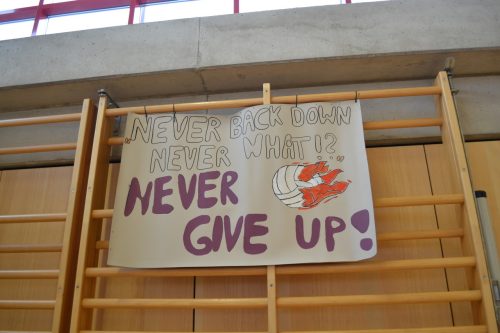 „NEVER BACK DOWN
NEVER WHAT!?"
NEVER
GIVE UP!